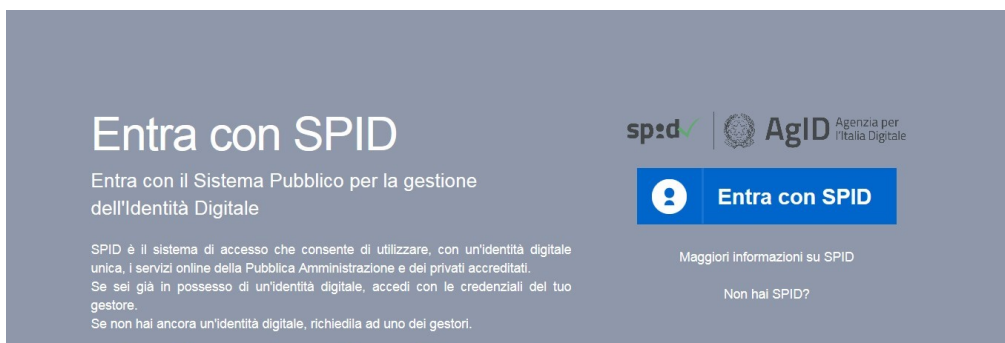 Entra con SPID
Entra con il Sistema Pubblico per la gestione
dell'Identità Digitale
SPID è il sistema di accesso che consente di utilizzare, con un'identità digitale
unica, i servizi online della Pubblica Amministrazione e dei privati accreditati.
Se sei già in possesso di un'identità digitale, accedi con le credenziali del tuo
gestore.
Se non hai ancora un'identità digitale, richiedila ad uno dei gestori.
sp:d
AgID
Agenzia per
l'Italia Digitale
Entra con SPID
Maggiori informazioni su SPID
Non hai SPID?